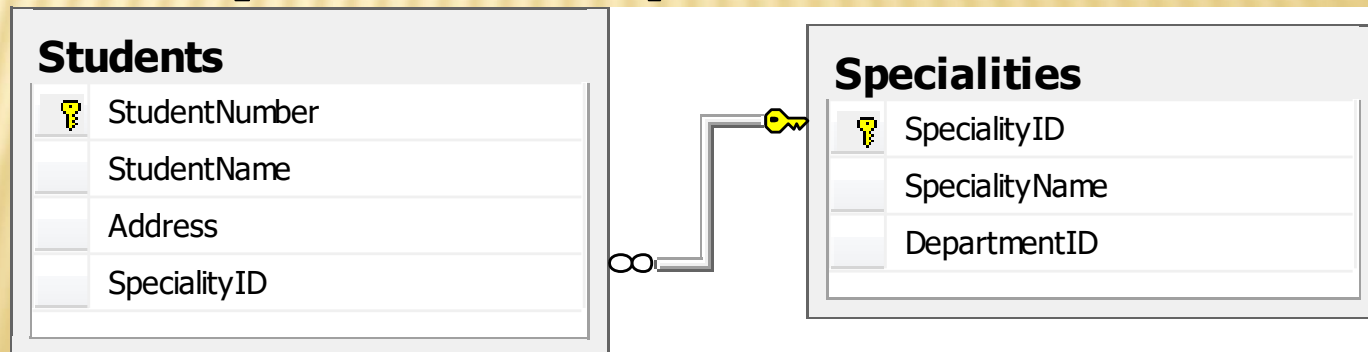 Students
StudentNumber
StudentName
Address
SpecialityID
Specialities
SpecialityID
SpecialityName
DepartmentID